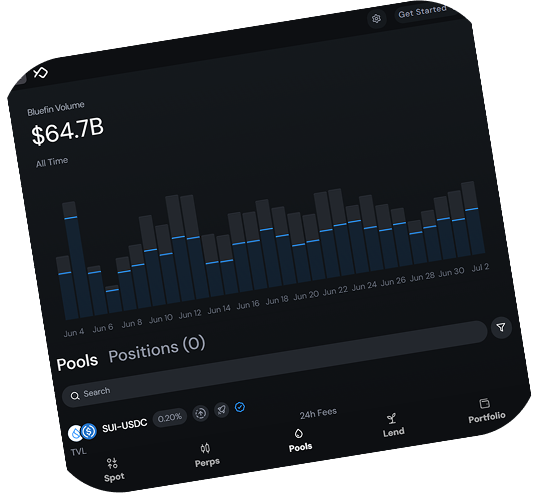 Get Started
Bluefin Volume
$64.7B
All Time
Jun 4 Jun 6 Jun 8 Jun 10 Jun 12 Jun 14 Jun 16 Jun 18 Jun 20 Jun 22 Jun 24 Jun 26 Jun 28 Jun 30 Jul 2
Pools Positions (0)
Search
SUI-USDC 0.20%
TVL 24h Fees
Spot Perps Pools Lend Portfolio